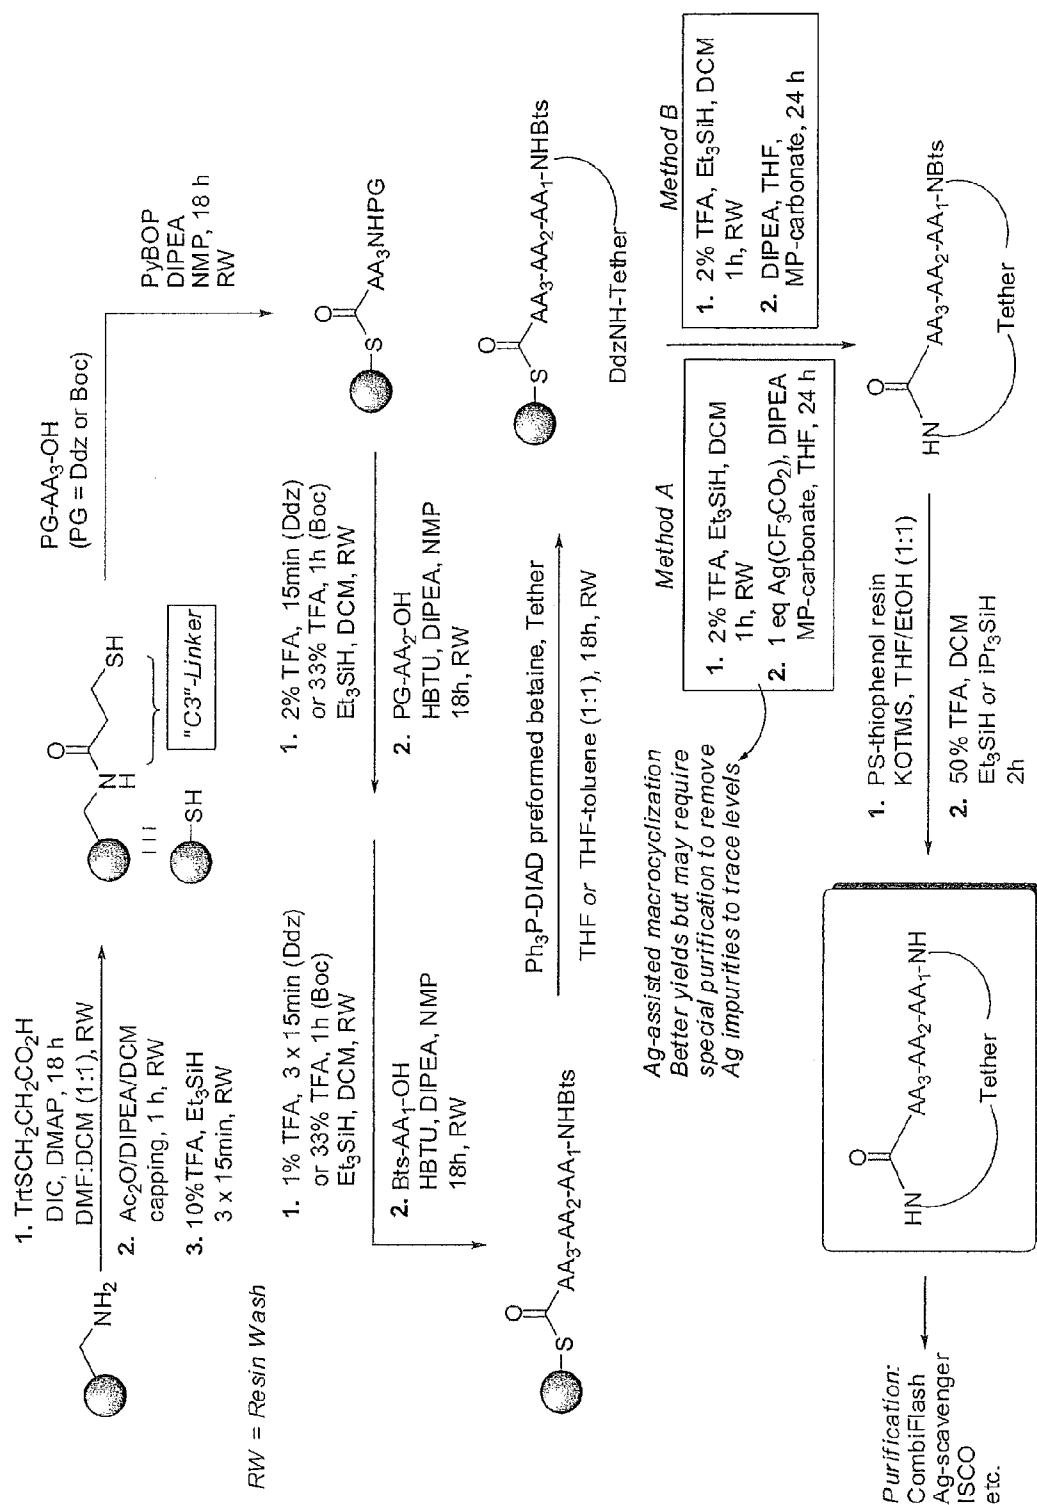 1. TrtSCH2CH2CO2H
DIC, DMAP, 18 h
DMF:DCM (1:1), RW
2. Ac2O/DIPEA/DCM
capping, 1 h, RW
3. 10%TFA, Et3SiH
3 x 15min, RW
NH2
RW = Resin Wash
O
N
H
SH
"C3"-Linker
SH
PG-AA3-OH
(PG = Ddz or Boc)
PyBOP
DIPEA
NMP, 18 h
RW
O
S
AA3NHPG
1. 2% TFA, 15min (Ddz)
or 33% TFA, 1h (Boc)
Et3SiH, DCM, RW
2. PG-AA2-OH
HBTU, DIPEA, NMP
18h, RW
1. 1% TFA, 3 x 15min (Ddz)
or 33% TFA, 1h (Boc)
Et3SiH, DCM, RW
2. Bts-AA1-OH
HBTU, DIPEA, NMP
18h, RW
O
S
AA3-AA2-AA1-NHBts
Ph3P-DIAD preformed betaine, Tether
THF or THF-toluene (1:1), 18h, RW
O
S
AA3-AA2-AA1-NHBts
DdzNH-Tether
Method A
1. 2% TFA, Et3SiH, DCM
1h, RW
2. 1 eq Ag(CF3CO2), DIPEA
MP-carbonate, THF, 24 h
Method B
1. 2% TFA, Et3SiH, DCM
1h, RW
2. DIPEA, THF,
MP-carbonate, 24 h
Ag-assisted macrocyclization
Better yields but may require
special purification to remove
Ag impurities to trace levels
O
HN
AA3-AA2-AA1-NBts
Tether
1. PS-thiophenol resin
KOTMS, THF/EtOH (1:1)
2. 50% TFA, DCM
Et3SiH or iPr3SiH
2h
O
HN
AA3-AA2-AA1-NH
Tether
Purification:
CombiFlash
Ag-scavenger
ISCO
etc.